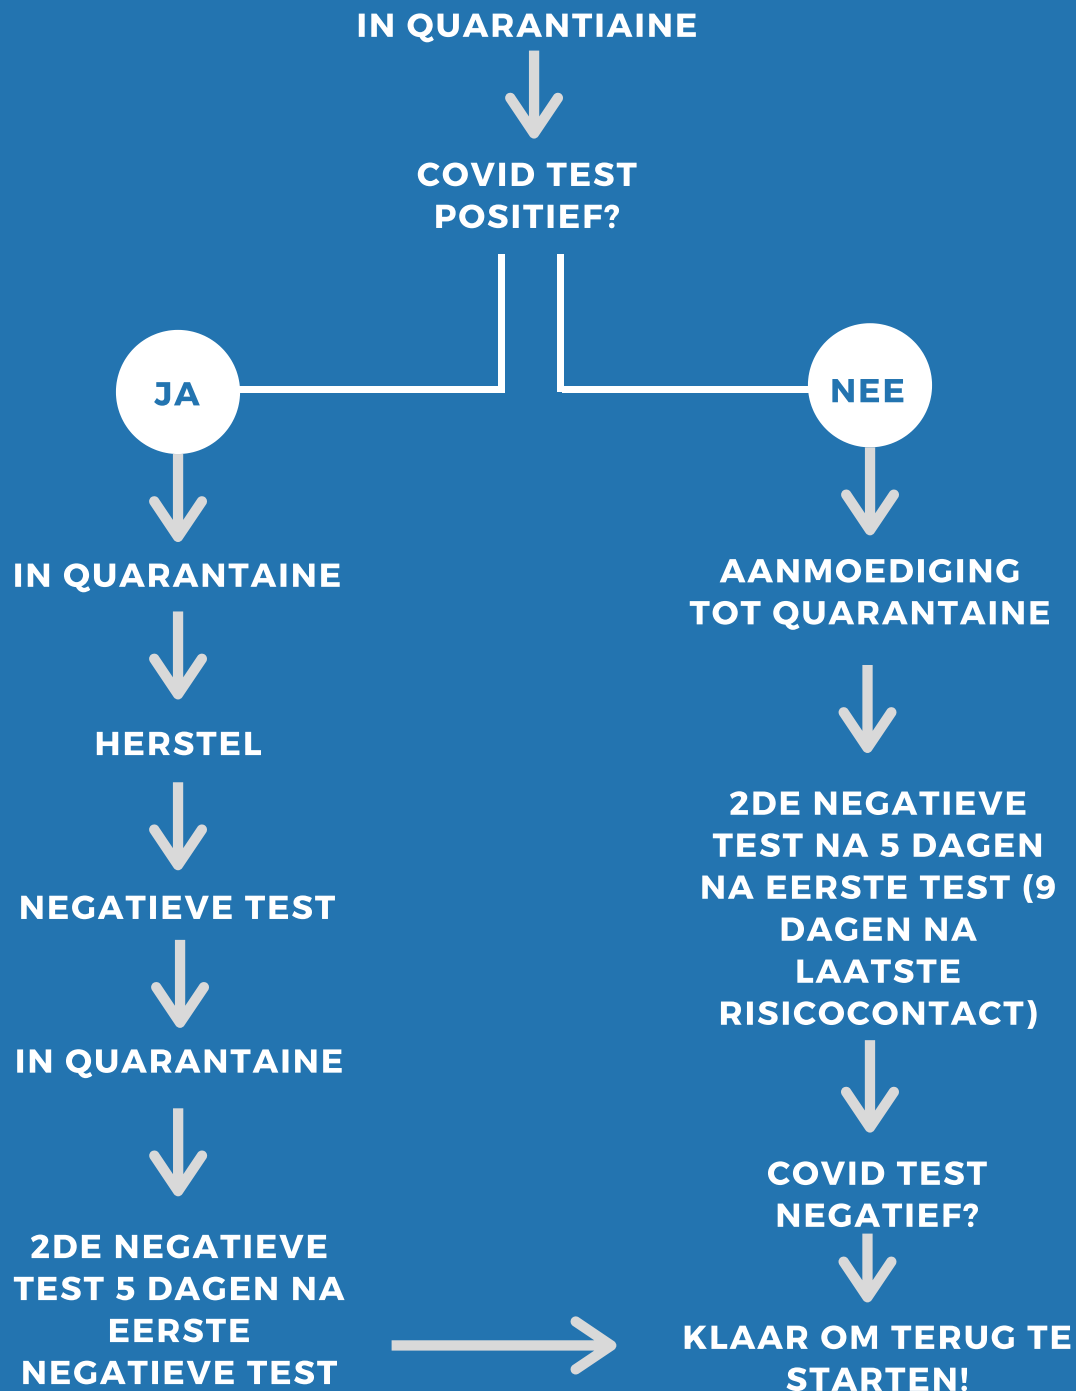 IN QUARANTIAINE
COVID TEST
POSITIEF?
JA
NEE
IN QUARANTAINE
HERSTEL
NEGATIEVE TEST
IN QUARANTAINE
2DE NEGATIEVE
TEST 5 DAGEN NA
EERSTE
NEGATIEVE TEST
AANMOEDIGING
TOT QUARANTAINE
2DE NEGATIEVE
TEST NA 5 DAGEN
NA EERSTE TEST (9
DAGEN NA
LAATSTE
RISICOCONTACT)
COVID TEST
NEGATIEF?
KLAAR OM TERUG TE
STARTEN!